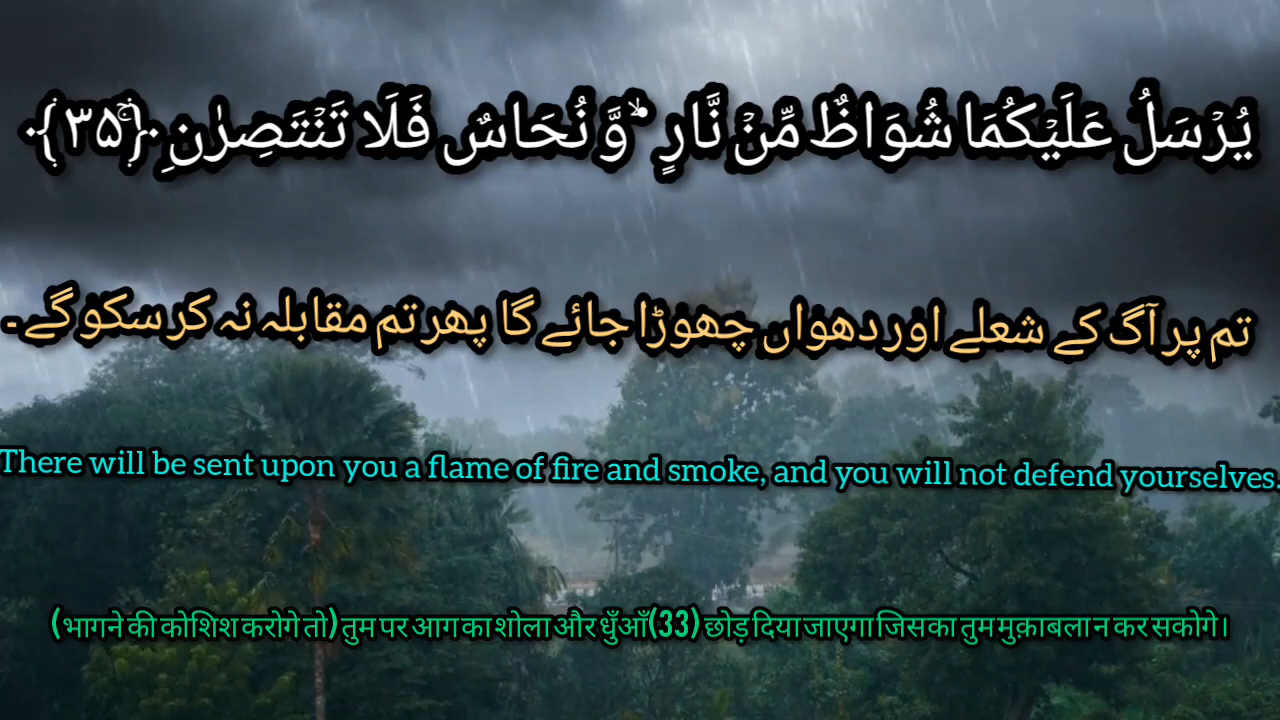 يُرْسَلُ عَلَيْكُمَا شُوَاظٌ مِّنْ نَّارٍ ۙ وَّ نُحَاسٌ فَلَا تَنْتَصِرٰنِ ﴿ۚ۳۵﴾
تم پر آگ کے شعلے اور دھواں چھوڑا جائے گا پھر تم مقابلہ نہ کر سکو گے۔
There will be sent upon you a flame of fire and smoke, and you will not defend yourselves.
(भागने की कोशिश करोगे तो) तुम पर आग का शोला और धुँआँ(33) छोड़ दिया जाएगा जिसका तुम मुक़ाबला न कर सकोगे।